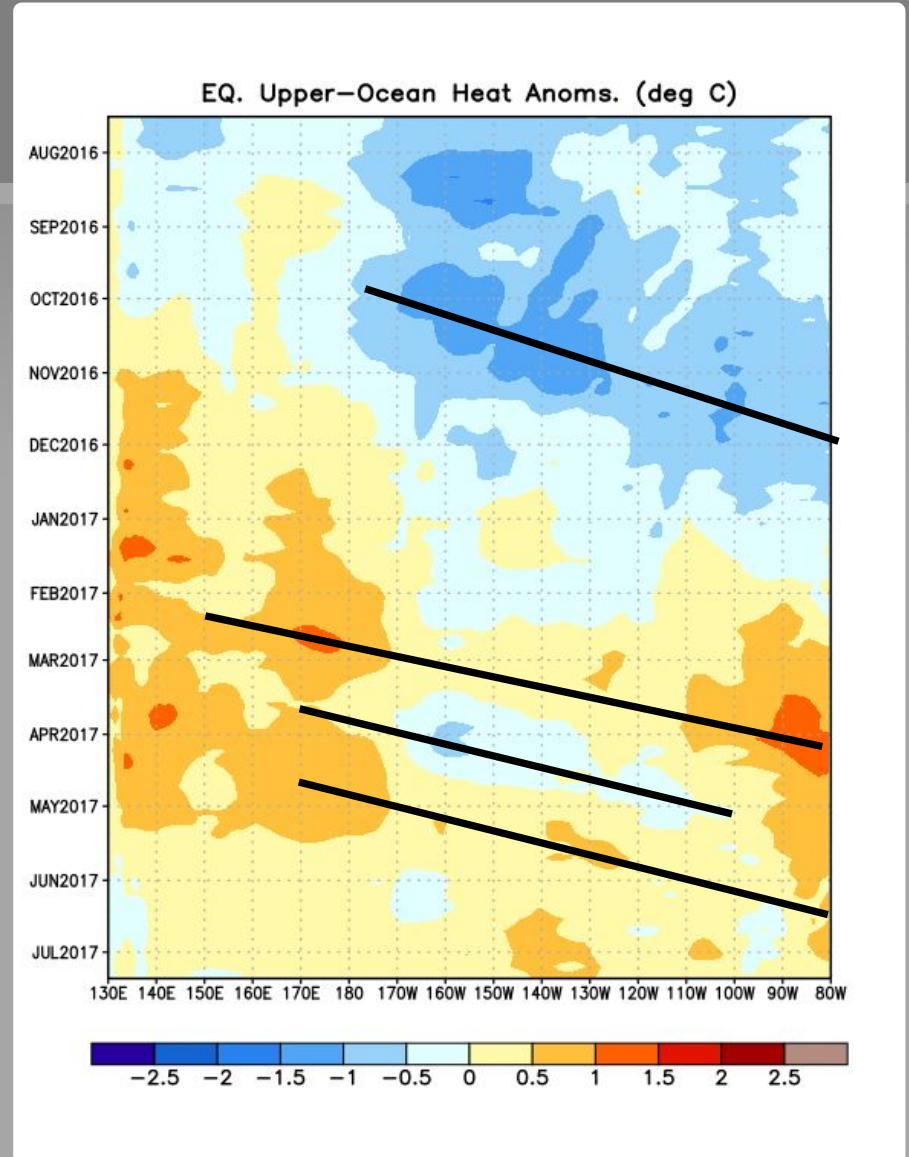 EQ. Upper-Ocean Heat Anoms. (deg C)
AUG2016
SEP2016
OCT2016
NOV2016
DEC2016
JAN2017
FEB2017
MAR2017
APR2017
MAY2017
JUN2017
JUL2017
130E 140E 150E 160E 170E 180 170W 160W 150W 140W 130W 120W 110W 100W 90W 80W
-2.5 -2 -1.5 -1 -0.5 0 0.5 1 1.5 2 2.5